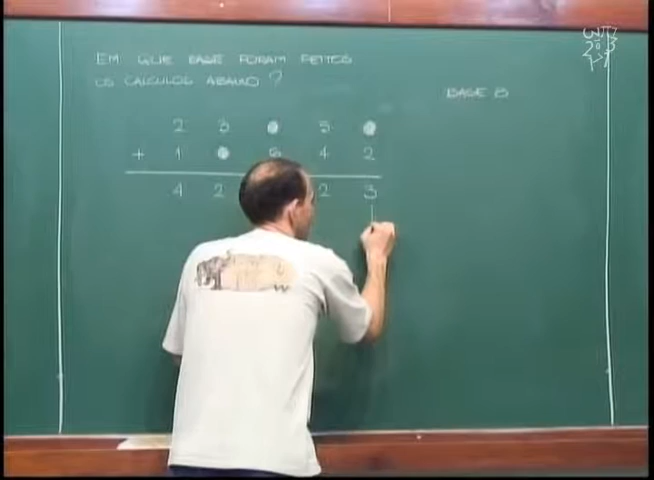 EM QUE BASE FORAM FEITOS
OS CÁLCULOS ABAIXO ?
BASE 8
2 3 ● 5 ●
+ 1 ● 6 4 2
4 2 2 3